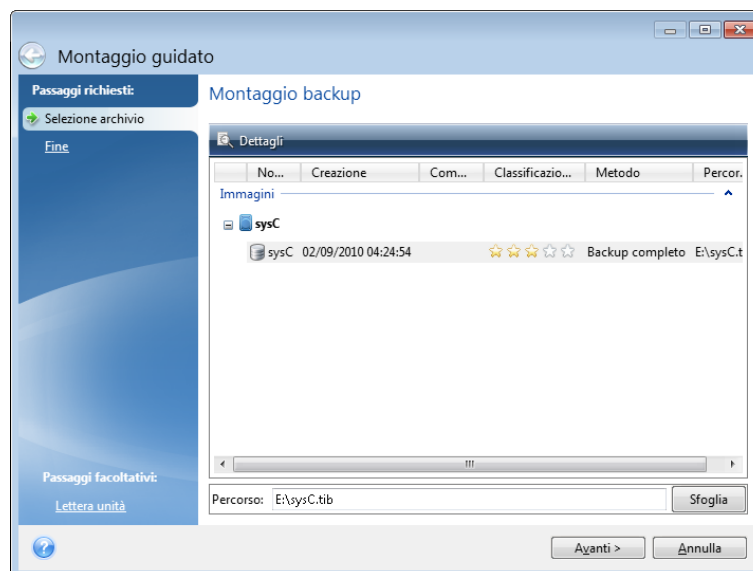 Montaggio guidato
Passaggi richiesti:
Selezione archivio
Fine
Passaggi facoltativi:
Lettera unità
Montaggio backup
Dettagli
No... Creazione Com... Classificazio... Metodo Percor.
Immagini
sysC
sysC 02/09/2010 04:24:54 Backup completo E:\sysC.t
Percorso: E:\sysC.tib Sfoglia
Avanti > Annulla